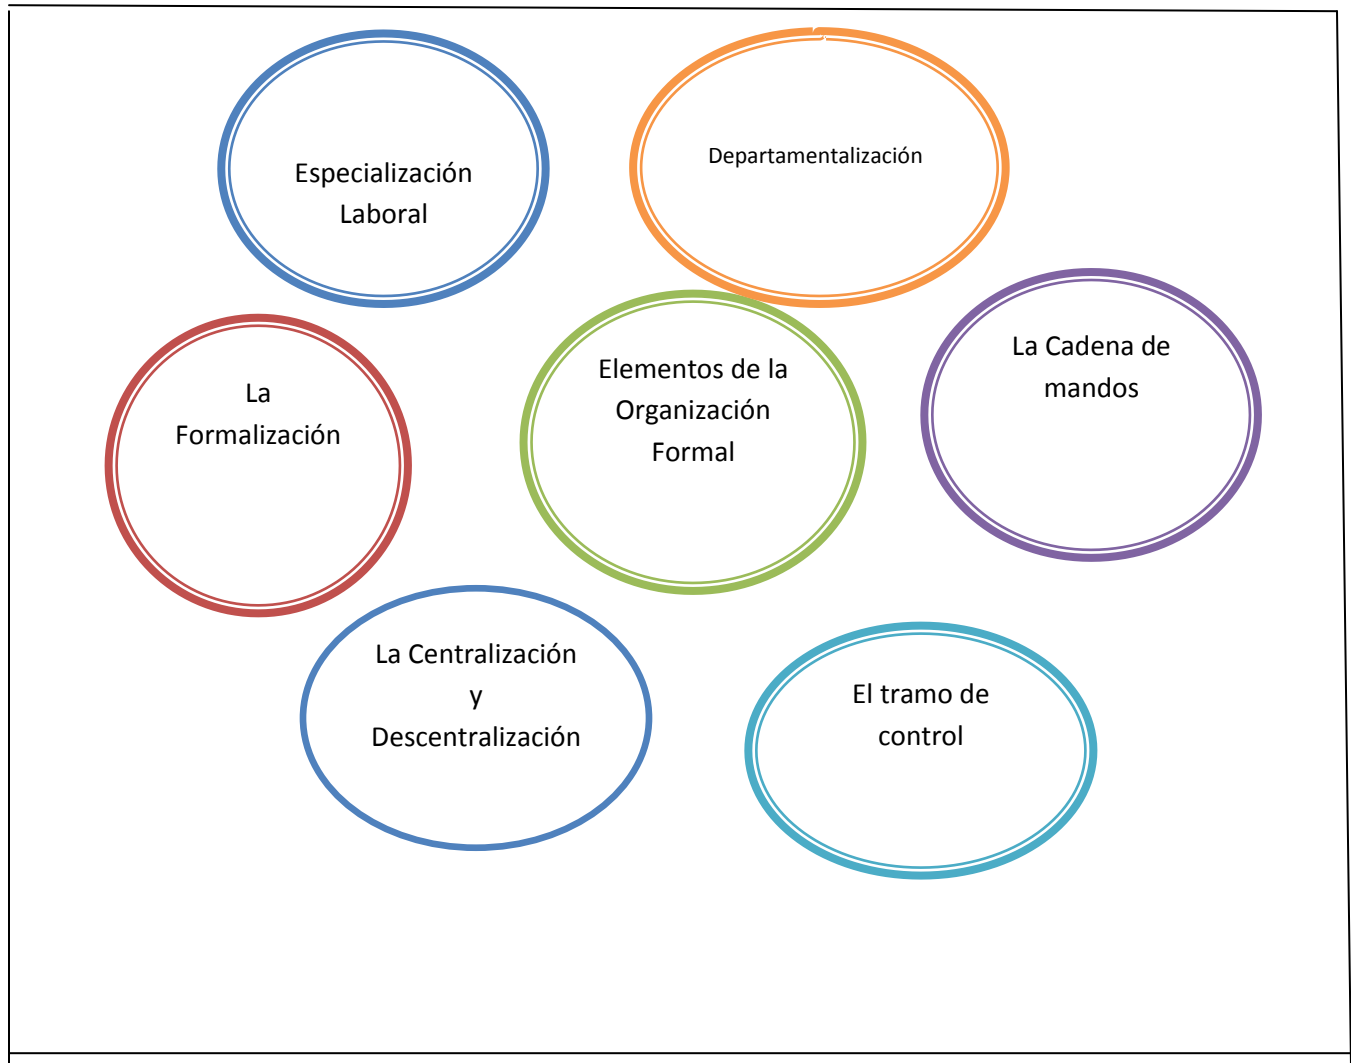 Especialización
Laboral
Departamentalización
La Cadena de
mandos
Elementos de la
Organización
Formal
La
Formalización
La Centralización
y
Descentralización
El tramo de
control